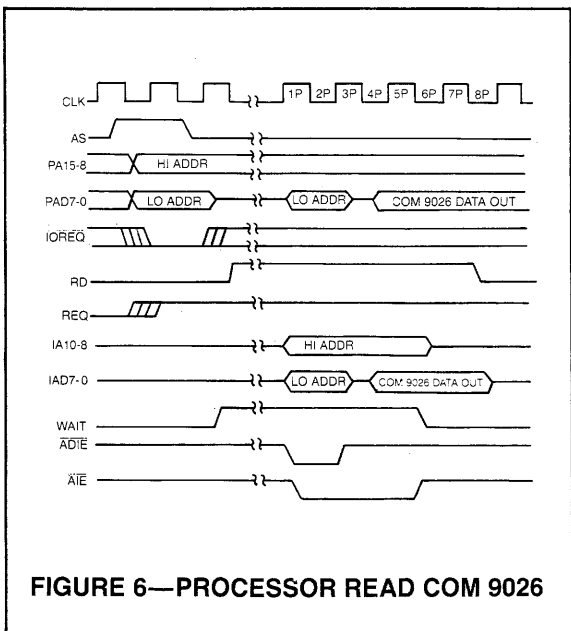 CLK 1P 2P 3P 4P 5P 6P 7P 8P
AS
PA15-8 HI ADDR
PAD7-0 LO ADDR LO ADDR COM 9026 DATA OUT
IOREQ
RD
REQ
IA10-8 HI ADDR
IAD7-0 LO ADDR COM 9026 DATA OUT
WAIT
ADIE
AIE
FIGURE 6—PROCESSOR READ COM 9026